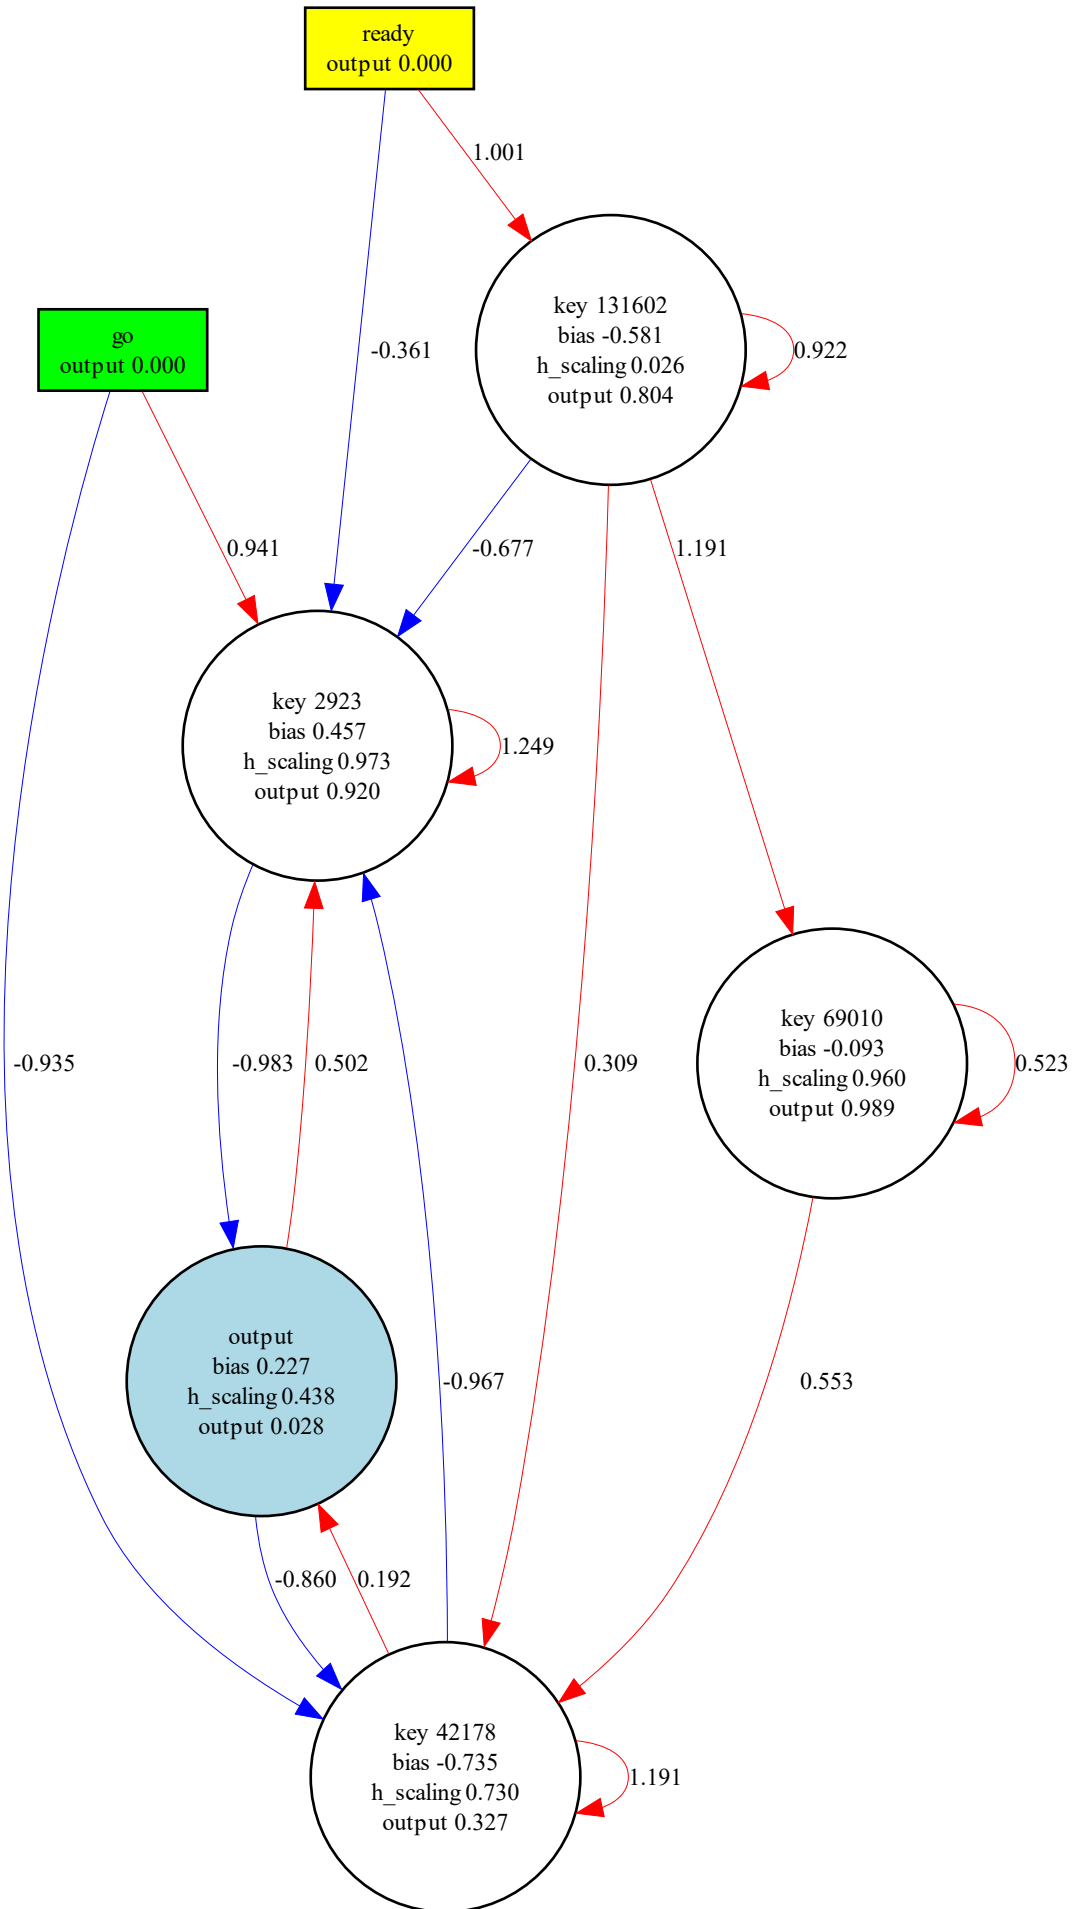 ready
output 0.000
1.001
key 131602
bias -0.581
h_scaling 0.026
output 0.804
0.922
go
output 0.000
-0.361
0.941
-0.677
1.191
key 2923
bias 0.457
h_scaling 0.973
output 0.920
1.249
key 69010
bias -0.093
h_scaling 0.960
output 0.989
0.523
-0.935
-0.983
0.502
0.309
output
bias 0.227
h_scaling 0.438
output 0.028
-0.967
0.553
-0.860
0.192
key 42178
bias -0.735
h_scaling 0.730
output 0.327
1.191